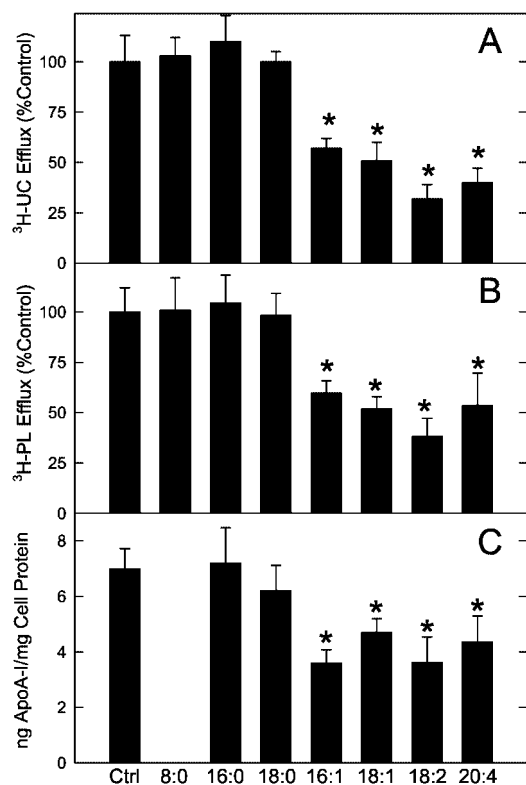 A
³H-UC Efflux (%Control)
100
75
50
25
0
* * * *
B
³H-PL Efflux (%Control)
100
75
50
25
0
* * * *
C
ng ApoA-I/mg Cell Protein
8
6
4
2
0
* * * *
Ctrl 8:0 16:0 18:0 16:1 18:1 18:2 20:4